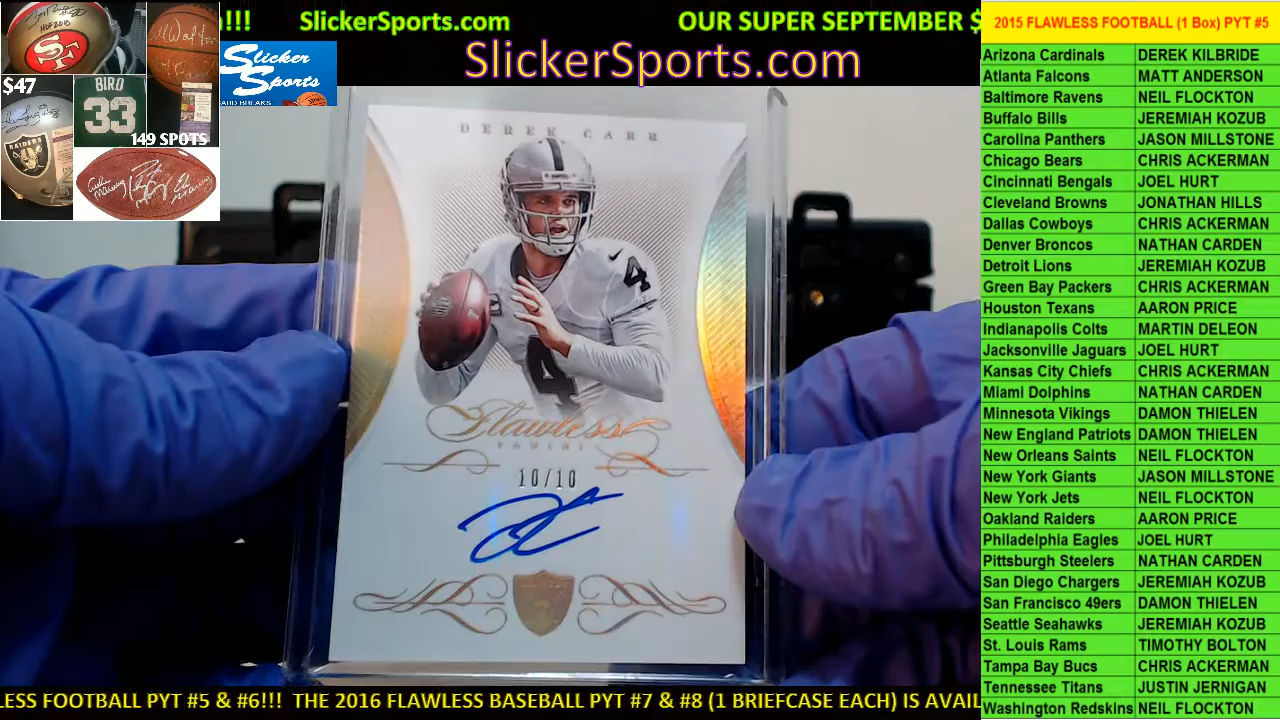 !!! SlickerSports.com OUR SUPER SEPTEMBER $
SlickerSports.com
HOF 2013
$47
Slicker
Sports
ARD BREAKS
BIRD
33
RAIDERS
149 SPOTS
DEREK CARR
4
4
Flawless
PANINI
10/10
2015 FLAWLESS FOOTBALL (1 Box) PYT #5
Arizona Cardinals DEREK KILBRIDE
Atlanta Falcons MATT ANDERSON
Baltimore Ravens NEIL FLOCKTON
Buffalo Bills JEREMIAH KOZUB
Carolina Panthers JASON MILLSTONE
Chicago Bears CHRIS ACKERMAN
Cincinnati Bengals JOEL HURT
Cleveland Browns JONATHAN HILLS
Dallas Cowboys CHRIS ACKERMAN
Denver Broncos NATHAN CARDEN
Detroit Lions JEREMIAH KOZUB
Green Bay Packers CHRIS ACKERMAN
Houston Texans AARON PRICE
Indianapolis Colts MARTIN DELEON
Jacksonville Jaguars JOEL HURT
Kansas City Chiefs CHRIS ACKERMAN
Miami Dolphins NATHAN CARDEN
Minnesota Vikings DAMON THIELEN
New England Patriots DAMON THIELEN
New Orleans Saints NEIL FLOCKTON
New York Giants JASON MILLSTONE
New York Jets NEIL FLOCKTON
Oakland Raiders AARON PRICE
Philadelphia Eagles JOEL HURT
Pittsburgh Steelers NATHAN CARDEN
San Diego Chargers JEREMIAH KOZUB
San Francisco 49ers DAMON THIELEN
Seattle Seahawks JEREMIAH KOZUB
St. Louis Rams TIMOTHY BOLTON
Tampa Bay Bucs CHRIS ACKERMAN
Tennessee Titans JUSTIN JERNIGAN
Washington Redskins NEIL FLOCKTON
LESS FOOTBALL PYT #5 & #6!!! THE 2016 FLAWLESS BASEBALL PYT #7 & #8 (1 BRIEFCASE EACH) IS AVAIL